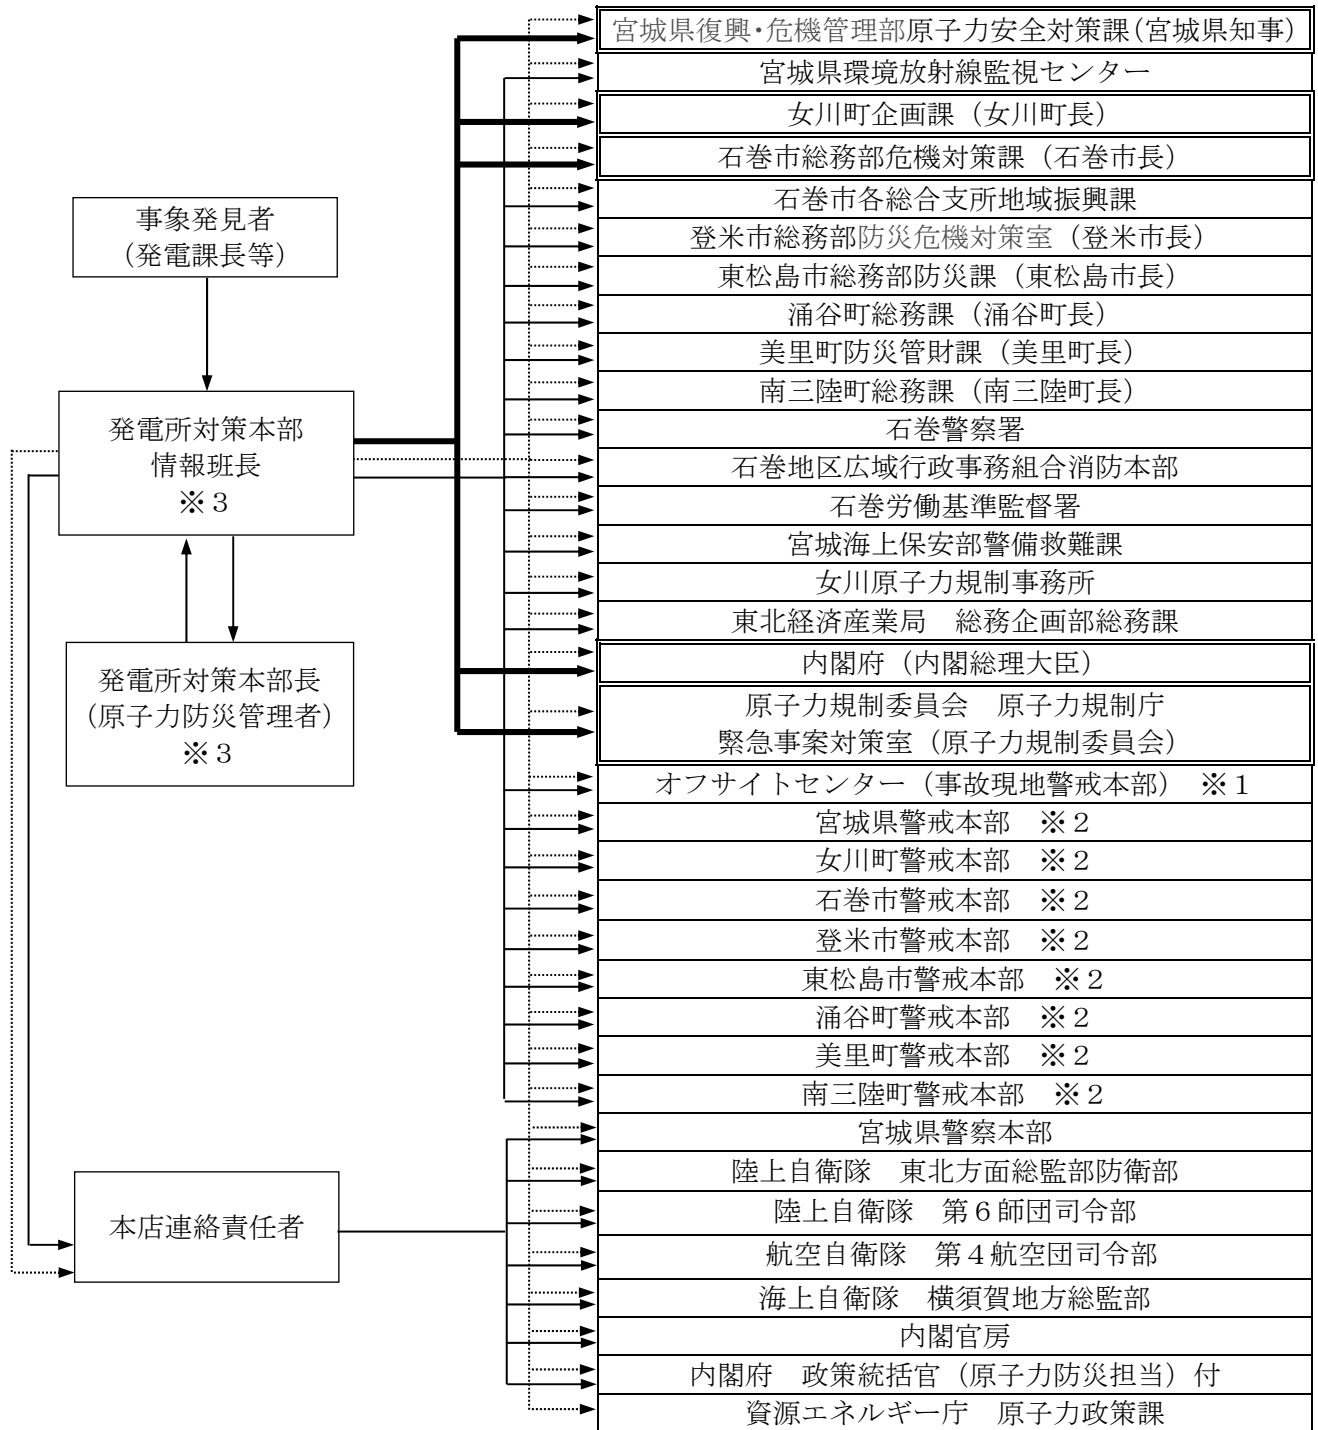 宮城県復興・危機管理部原子力安全対策課（宮城県知事）
宮城県環境放射線監視センター
女川町企画課（女川町長）
石巻市総務部危機対策課（石巻市長）
石巻市各総合支所地域振興課
登米市総務部防災危機対策室（登米市長）
東松島市総務部防災課（東松島市長）
涌谷町総務課（涌谷町長）
美里町防災管財課（美里町長）
南三陸町総務課（南三陸町長）
石巻警察署
石巻地区広域行政事務組合消防本部
石巻労働基準監督署
宮城海上保安部警備救難課
女川原子力規制事務所
東北経済産業局　総務企画部総務課
内閣府（内閣総理大臣）
原子力規制委員会　原子力規制庁
緊急事案対策室（原子力規制委員会）
オフサイトセンター（事故現地警戒本部）　※１
宮城県警戒本部　※２
女川町警戒本部　※２
石巻市警戒本部　※２
登米市警戒本部　※２
東松島市警戒本部　※２
涌谷町警戒本部　※２
美里町警戒本部　※２
南三陸町警戒本部　※２
宮城県警察本部
陸上自衛隊　東北方面総監部防衛部
陸上自衛隊　第６師団司令部
航空自衛隊　第４航空団司令部
海上自衛隊　横須賀地方総監部
内閣官房
内閣府　政策統括官（原子力防災担当）付
資源エネルギー庁　原子力政策課
事象発見者
（発電課長等）
発電所対策本部
情報班長
※３
発電所対策本部長
（原子力防災管理者）
※３
本店連絡責任者